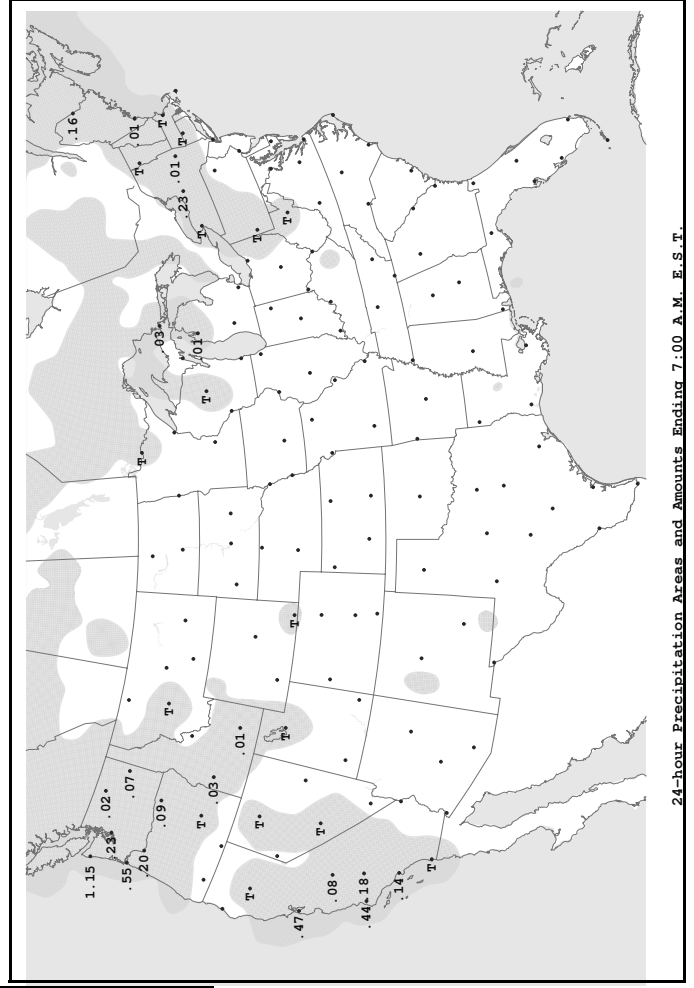 .16
.01
T
T
T
.01
.23
T
T
T
.03
.01
T
T
T
T
.01
T
.07
.02
.03
.09
.23
T
T
T
.20
.55
1.15
T
.08
.18
.14
T
.44
.47
24-hour Precipitation Areas and Amounts Ending 7:00 A.M. E.S.T.